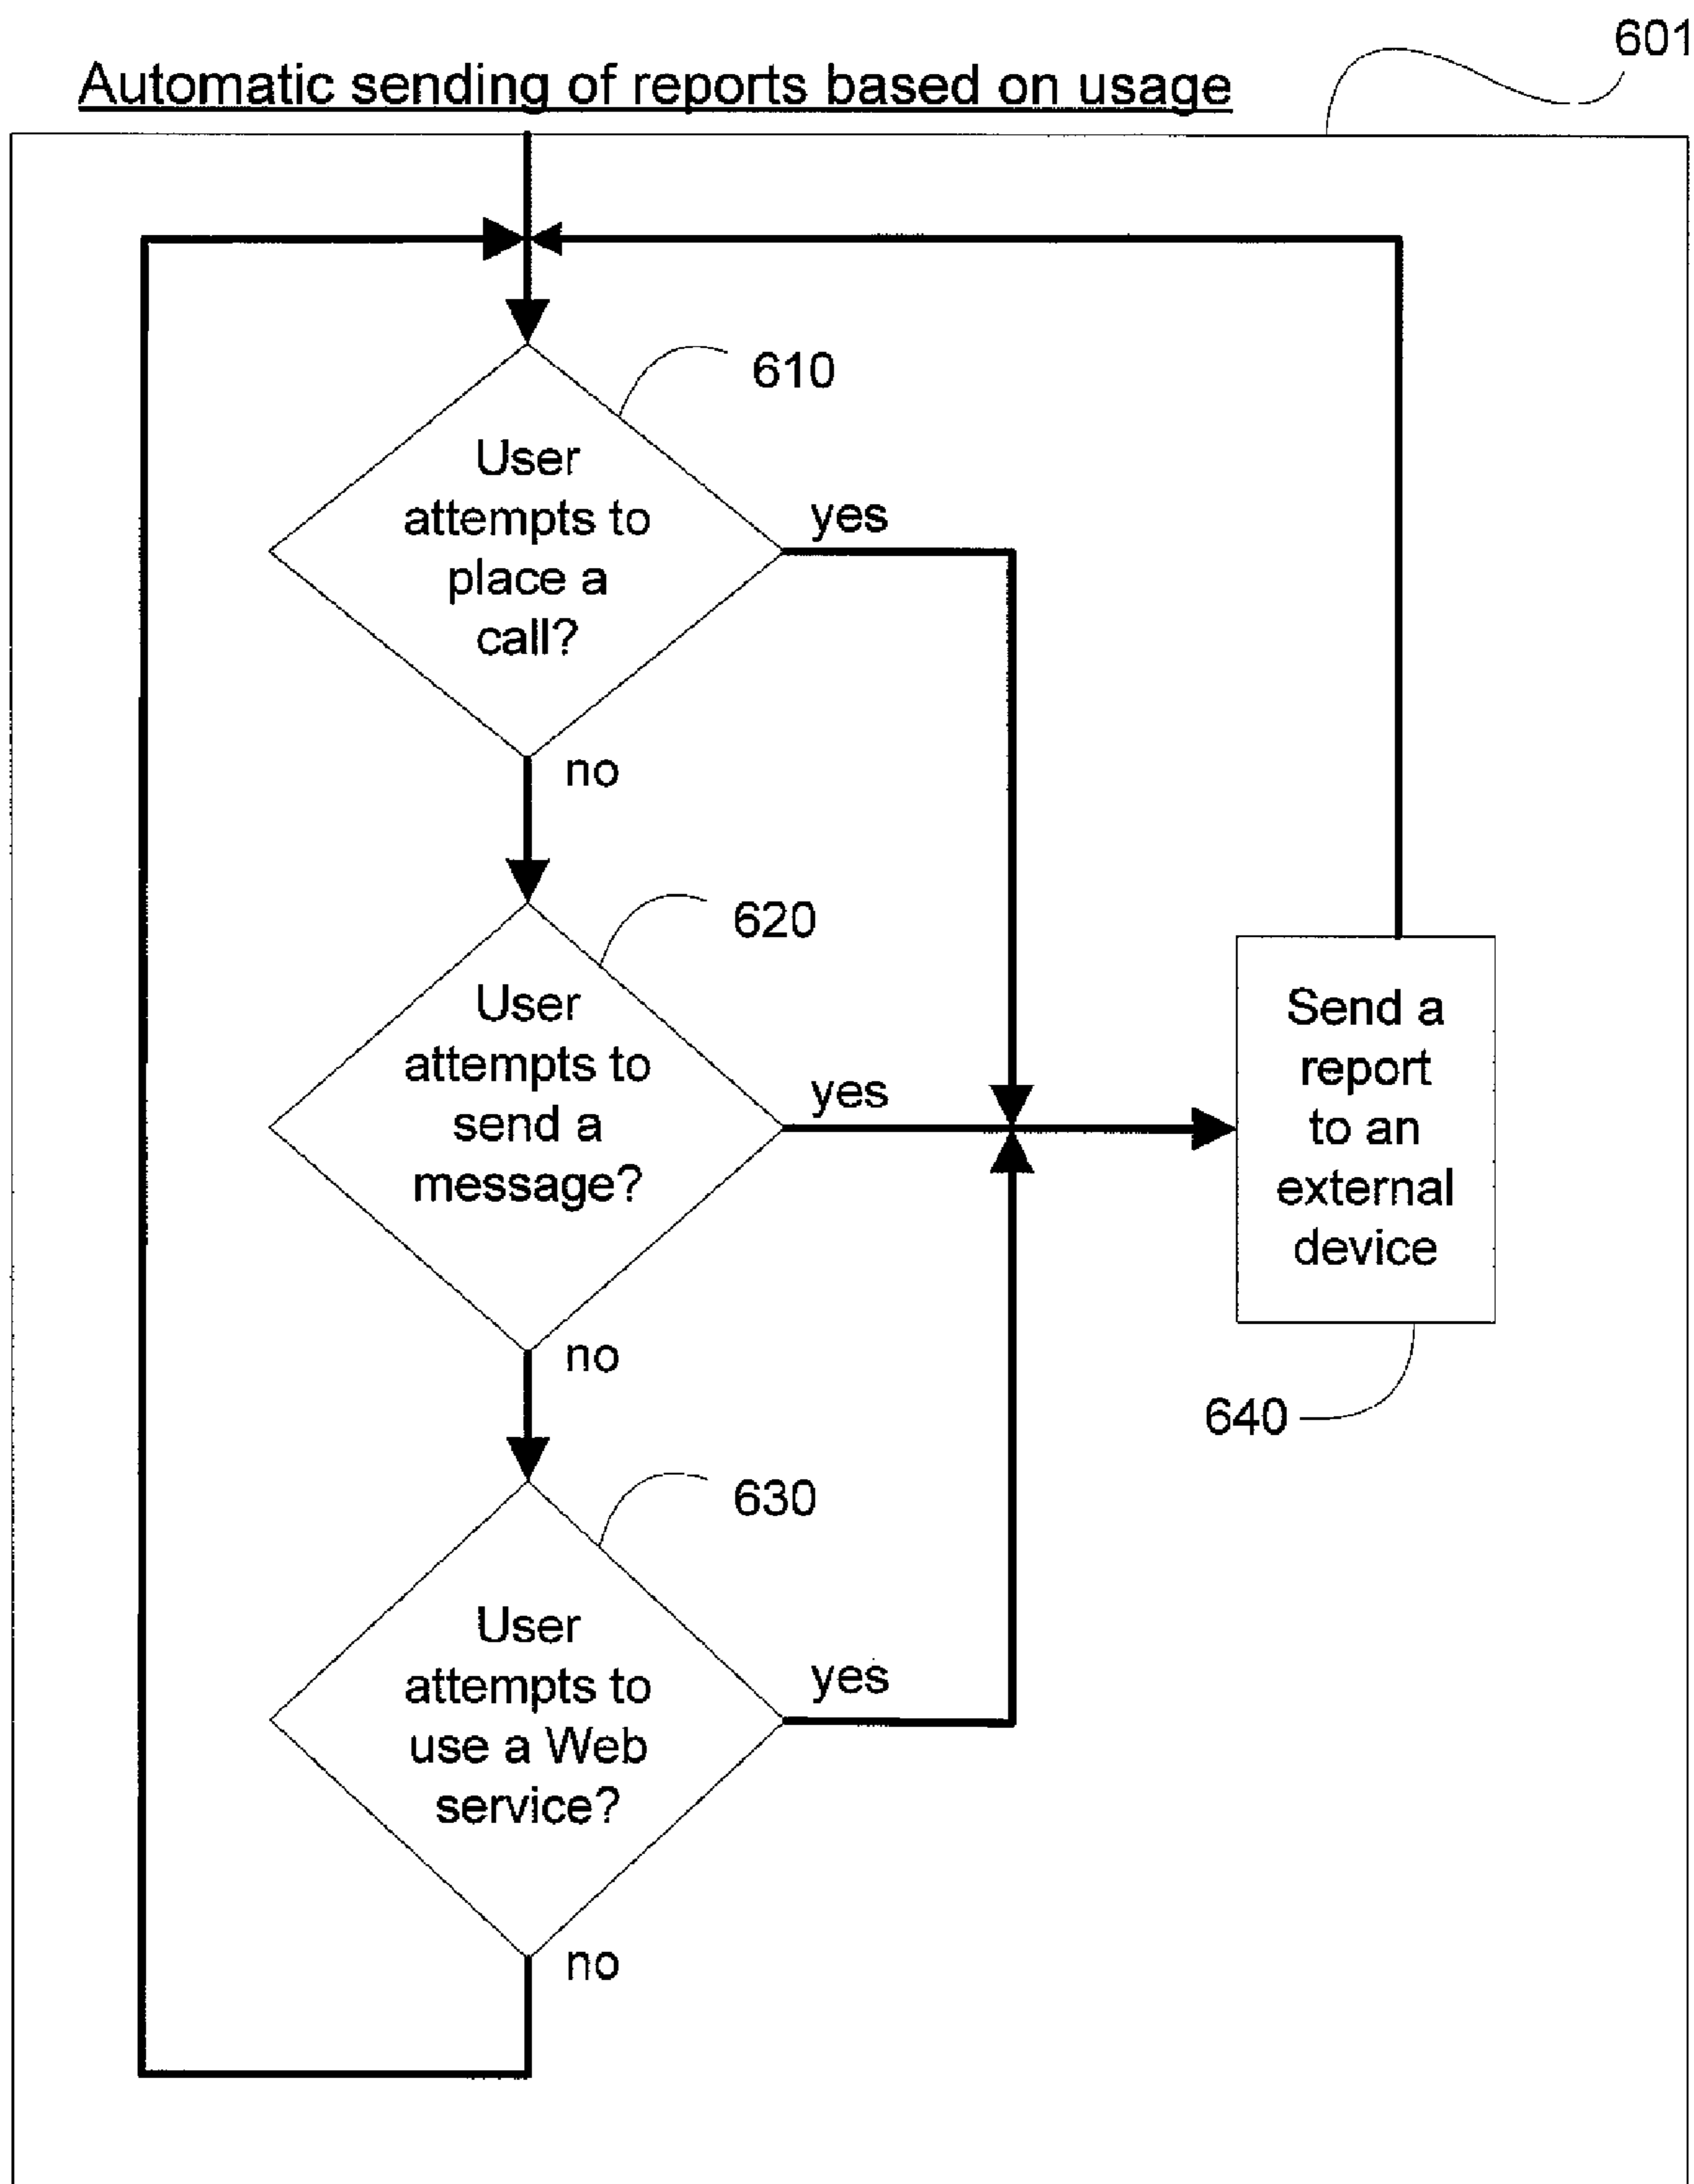 601
Automatic sending of reports based on usage
610
User
attempts to
place a
call?
yes
no
620
User
attempts to
send a
message?
yes
no
Send a
report
to an
external
device
640
630
User
attempts to
use a Web
service?
yes
no